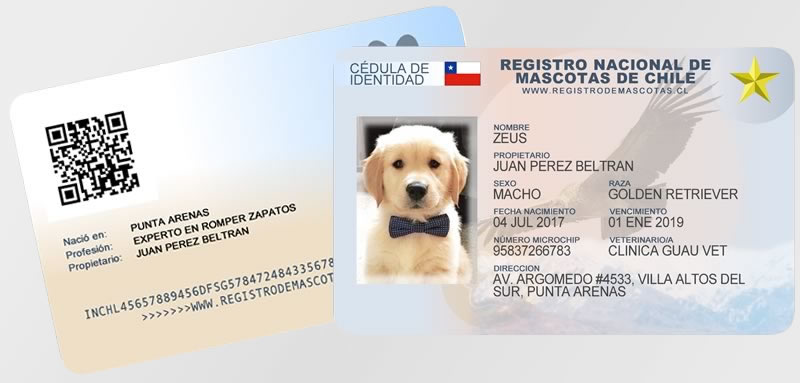 Nació en: PUNTA ARENAS
Profesión: EXPERTO EN ROMPER ZAPATOS
Propietario: JUAN PEREZ BELTRAN
INCHL45657889456DFSG578472484335678
>>>>>>>WWW.REGISTRODEMASCOT
CÉDULA DE
IDENTIDAD
REGISTRO NACIONAL DE
MASCOTAS DE CHILE
WWW.REGISTRODEMASCOTAS.CL
NOMBRE
ZEUS
PROPIETARIO
JUAN PEREZ BELTRAN
SEXO RAZA
MACHO GOLDEN RETRIEVER
FECHA NACIMIENTO VENCIMIENTO
04 JUL 2017 01 ENE 2019
NÚMERO MICROCHIP VETERINARIO/A
95837266783 CLINICA GUAU VET
DIRECCION
AV. ARGOMEDO #4533, VILLA ALTOS DEL
SUR, PUNTA ARENAS